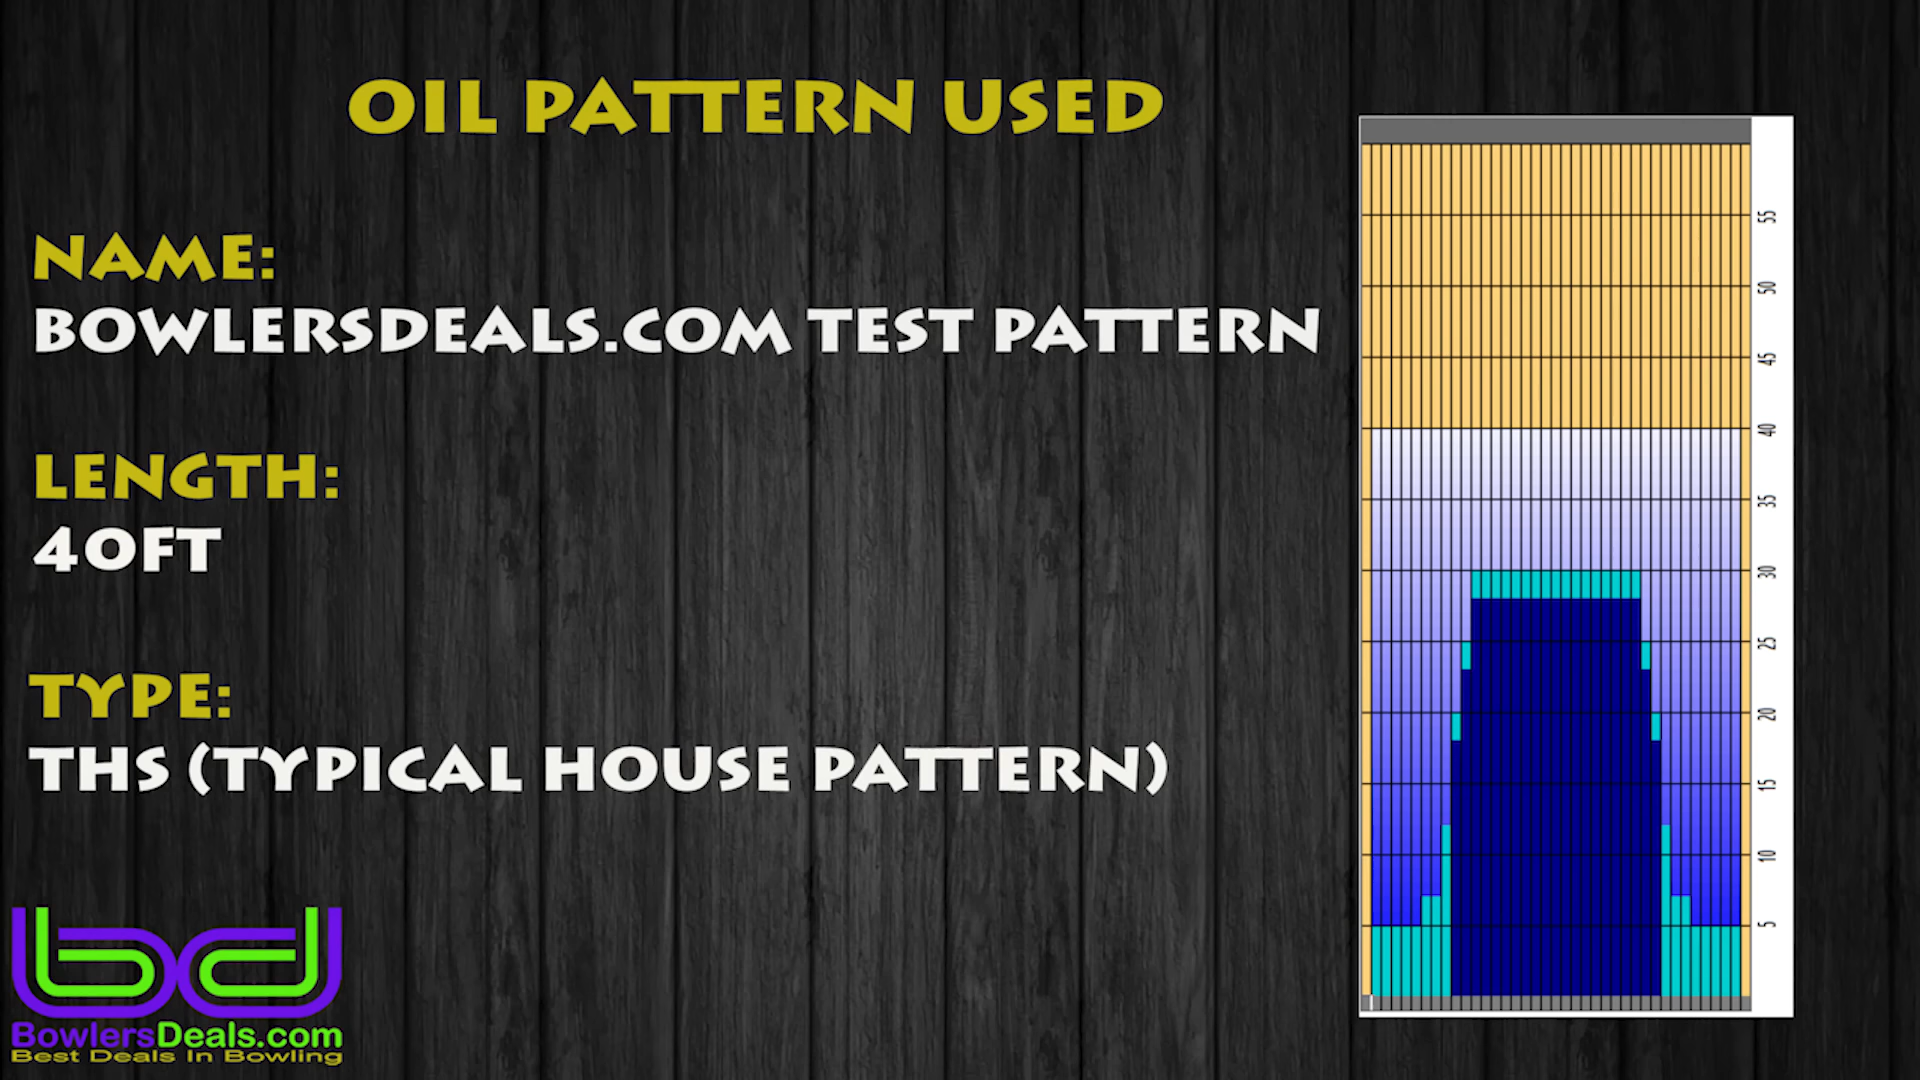 OIL PATTERN USED
NAME:
BOWLERSDEALS.COM TEST PATTERN
LENGTH:
40FT
TYPE:
THS (TYPICAL HOUSE PATTERN)
55
50
45
40
35
30
25
20
15
10
5
bd
BowlersDeals.com
Best Deals In Bowling